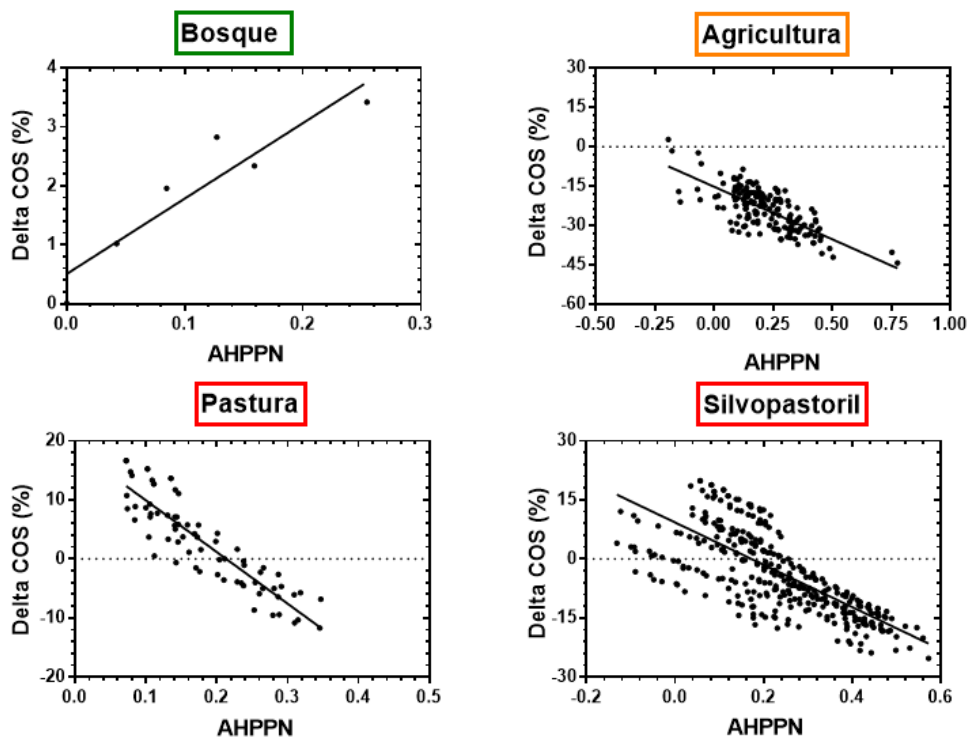 Bosque
Delta COS (%)
4
3
2
1
0
0.0 0.1 0.2 0.3
AHPPN
Agricultura
Delta COS (%)
30
15
0
-15
-30
-45
-60
-0.50 -0.25 0.00 0.25 0.50 0.75 1.00
AHPPN
Pastura
Delta COS (%)
20
10
0
-10
-20
0.0 0.1 0.2 0.3 0.4 0.5
AHPPN
Silvopastoril
Delta COS (%)
30
15
0
-15
-30
-0.2 0.0 0.2 0.4 0.6
AHPPN